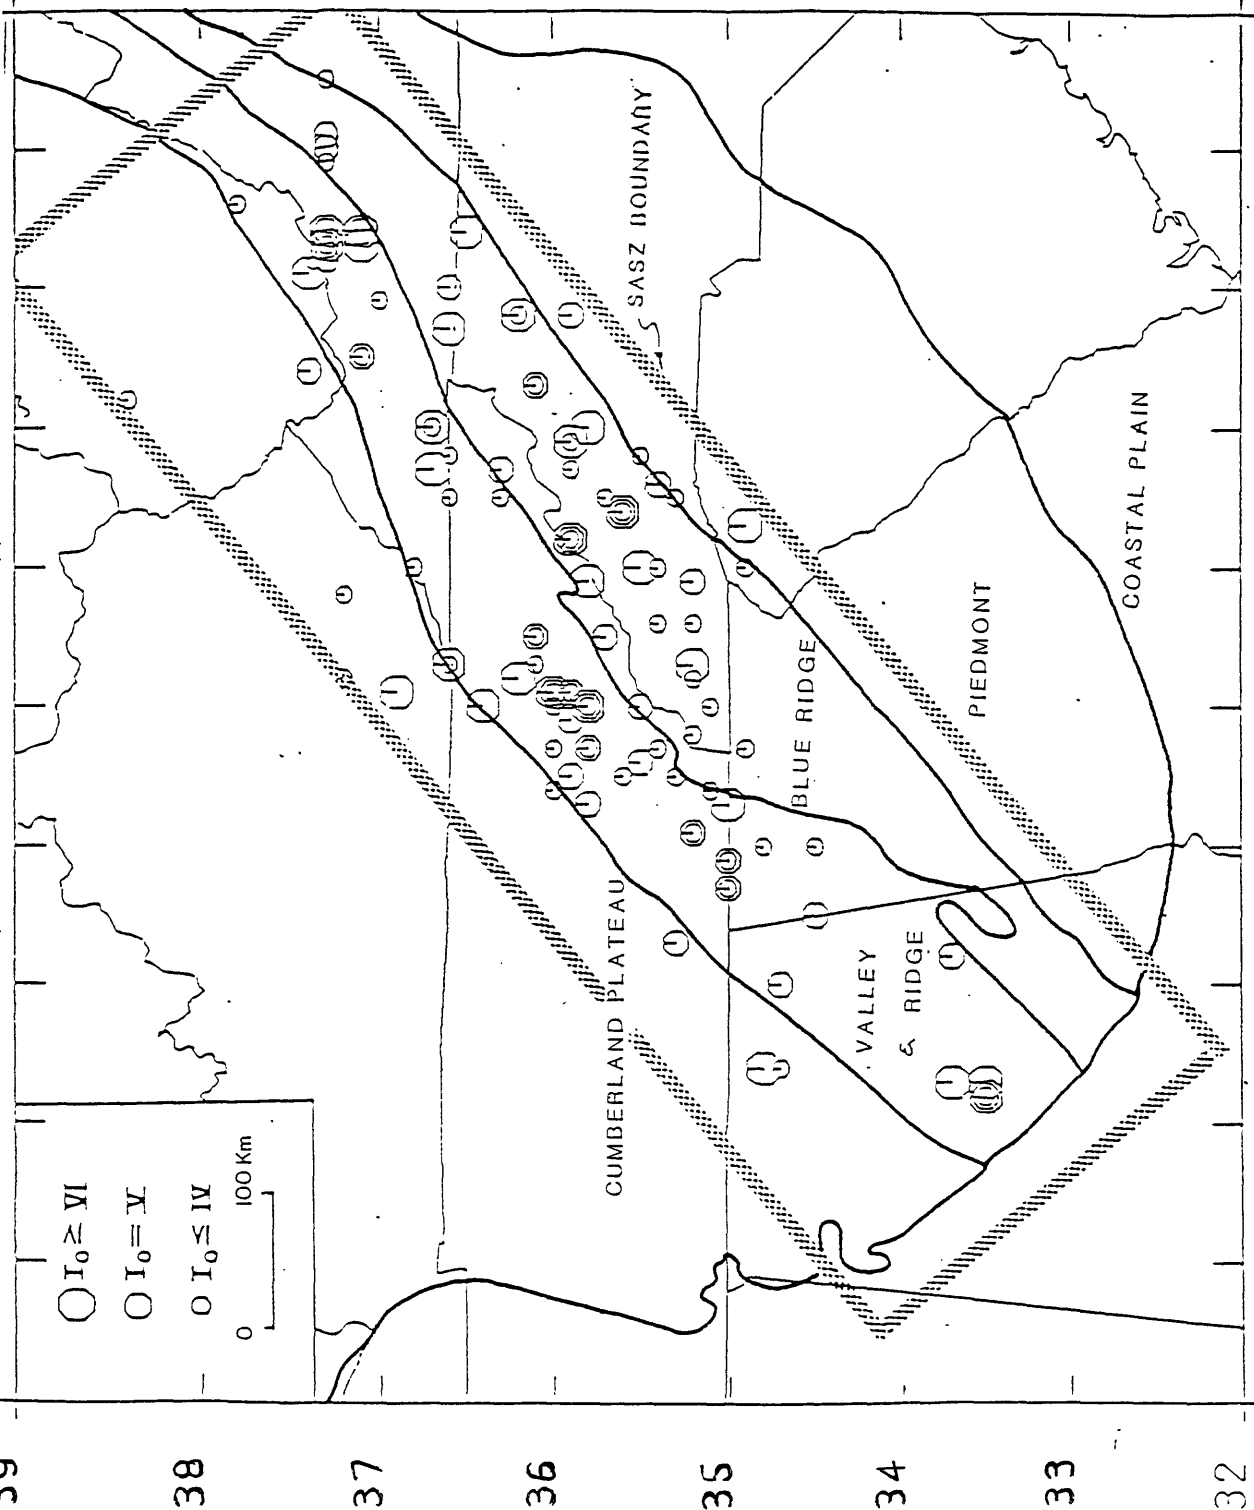 I₀ ≥ VI
I₀ = V
I₀ ≤ IV
0 100 Km
SASZ BOUNDARY
CUMBERLAND PLATEAU
VALLEY
& RIDGE
BLUE RIDGE
PIEDMONT
COASTAL PLAIN
39
38
37
36
35
34
33
32